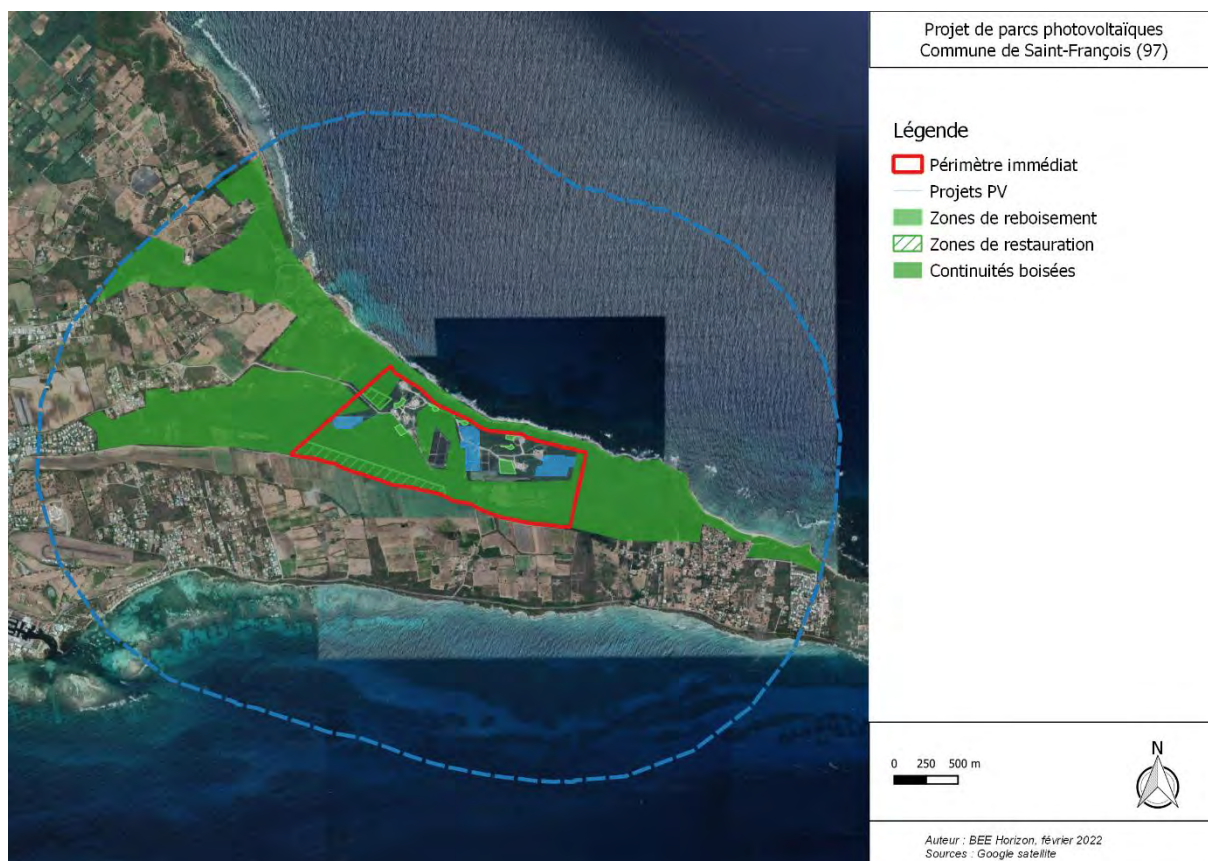 Projet de parcs photovoltaïques
Commune de Saint-François (97)
Légende
Périmètre immédiat
Projets PV
Zones de reboisement
Zones de restauration
Continuités boisées
0 250 500 m
N
Auteur : BEE Horizon, février 2022
Sources : Google satellite